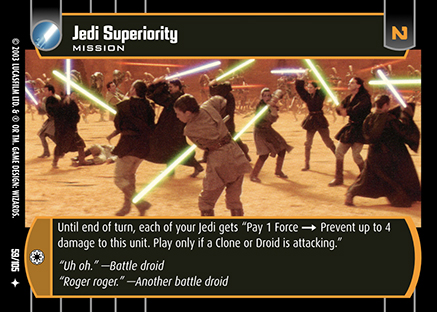 Jedi Superiority
MISSION
N
© 2003 LUCASFILM LTD. & ® OR TM. GAME DESIGN: WIZARDS.
Until end of turn, each of your Jedi gets “Pay 1 Force → Prevent up to 4
damage to this unit. Play only if a Clone or Droid is attacking.”
“Uh oh.” —Battle droid
“Roger roger.” —Another battle droid
59/105